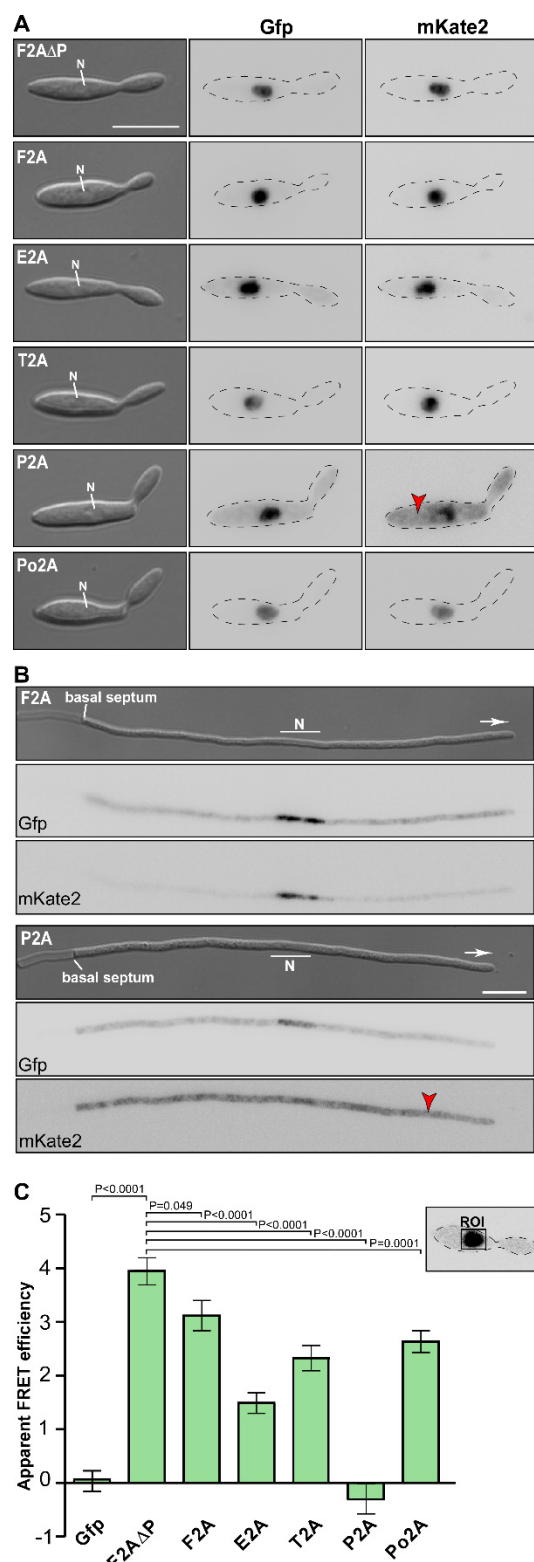 A
Gfp
mKate2
F2AΔP
N
F2A
N
E2A
N
T2A
N
P2A
N
Po2A
N
B
F2A
basal septum
N
Gfp
mKate2
P2A
basal septum
N
Gfp
mKate2
C
P<0.0001
P=0.049
P<0.0001
P<0.0001
P<0.0001
P=0.0001
ROI
Apparent FRET efficiency
5
4
3
2
1
0
-1
Gfp
F2AΔP
F2A
E2A
T2A
P2A
Po2A